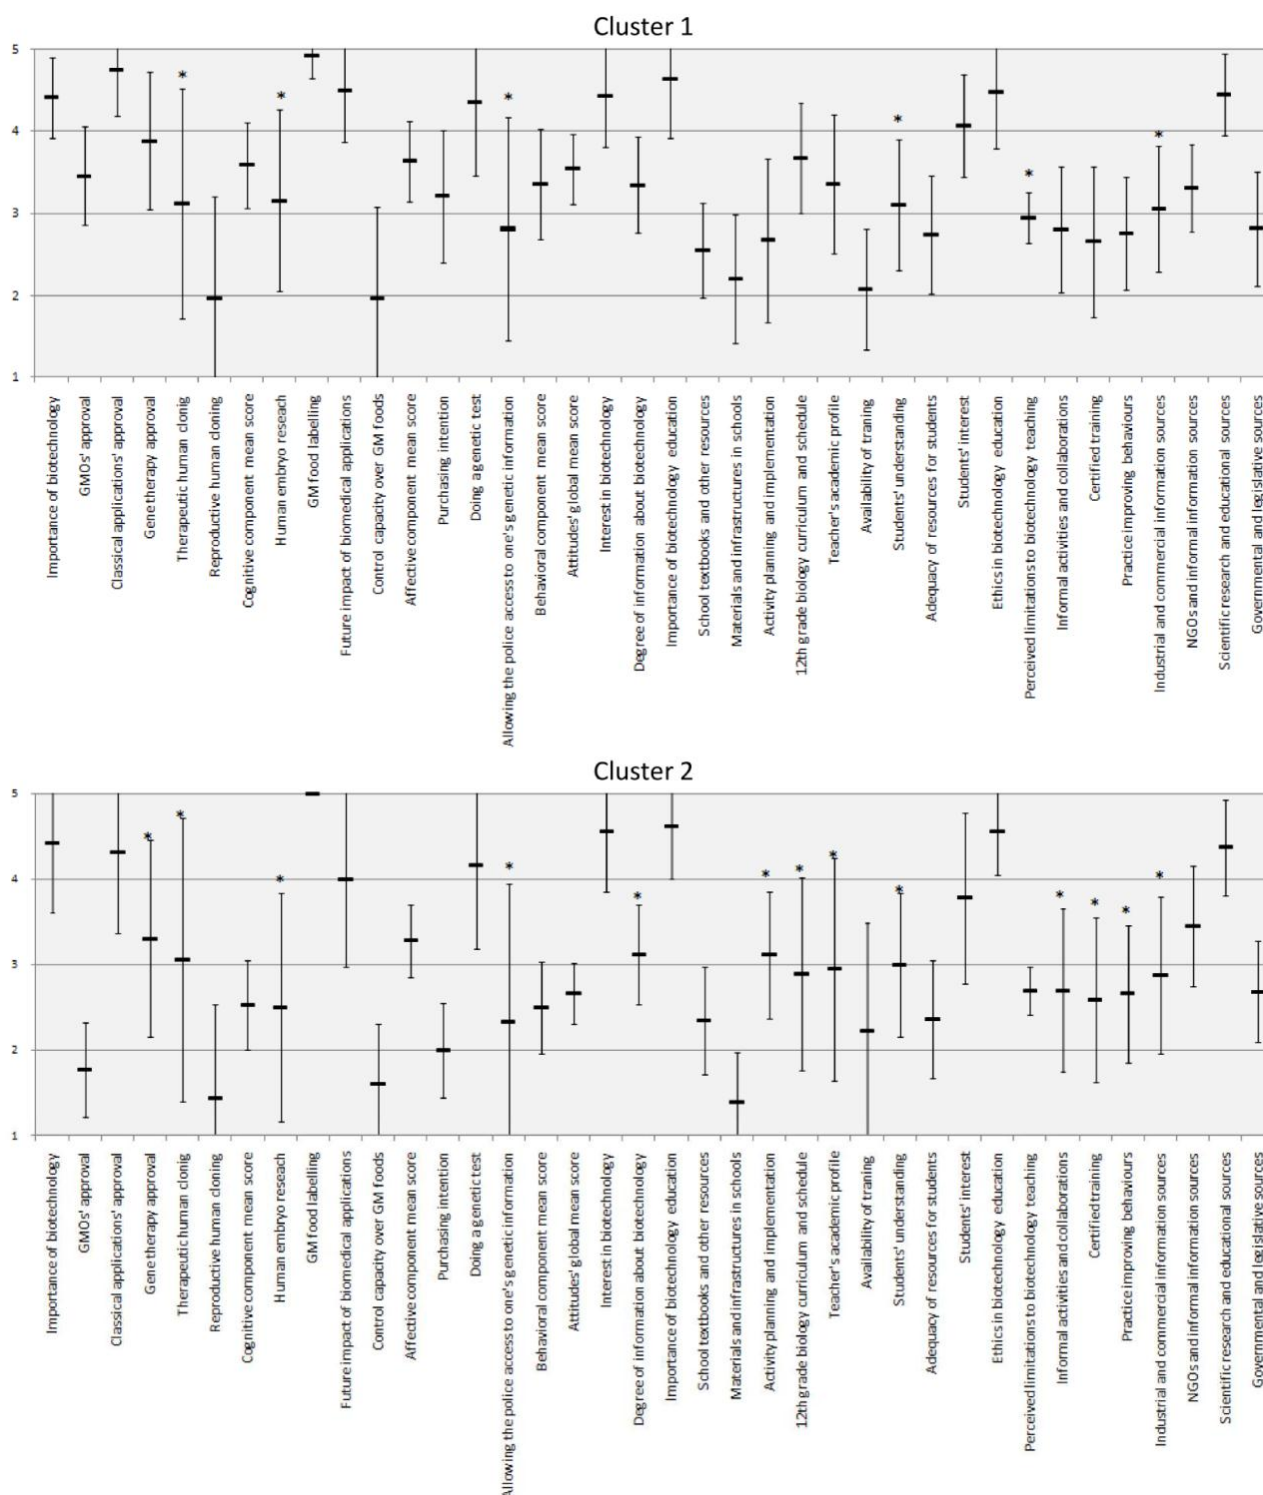 Cluster 1
5
4
3
2
1
*
*
*
*
*
*
Importance of biotechnology
GMOs' approval
Classical applications' approval
Gene therapy approval
Therapeutic human clonig
Reproductive human cloning
Cognitive component mean score
Human embryo reseach
GM food labelling
Future impact of biomedical applications
Control capacity over GM foods
Affective component mean score
Purchasing intention
Doing a genetic test
Allowing the police access to one's genetic information
Behavioral component mean score
Attitudes' global mean score
Interest in biotechnology
Degree of information about biotechnology
Importance of biotechnology education
School textbooks and other resources
Materials and infrastructures in schools
Activity planning and implementation
12th grade biology curriculum and schedule
Teacher's academic profile
Availability of traning
Students' understanding
Adequacy of resources for students
Students' interest
Ethics in biotechnology education
Perceived limitations to biotechnology teaching
Informal activities and collaborations
Certified training
Practice improving behaviours
Industrial and commercial information sources
NGOs and informal information sources
Scientific research and educational sources
Governmental and legislative sources
Cluster 2
5
4
3
2
1
*
*
*
*
*
*
*
*
*
*
*
*
*
Importance of biotechnology
GMOs' approval
Classical applications' approval
Gene therapy approval
Therapeutic human clonig
Reproductive human cloning
Cognitive component mean score
Human embryo reseach
GM food labelling
Future impact of biomedical applications
Control capacity over GM foods
Affective component mean score
Purchasing intention
Doing a genetic test
Allowing the police access to one's genetic information
Behavioral component mean score
Attitudes' global mean score
Interest in biotechnology
Degree of information about biotechnology
Importance of biotechnology education
School textbooks and other resources
Materials and infrastructures in schools
Activity planning and implementation
12th grade biology curriculum and schedule
Teacher's academic profile
Availability of traning
Students' understanding
Adequacy of resources for students
Students' interest
Ethics in biotechnology education
Perceived limitations to biotechnology teaching
Informal activities and collaborations
Certified training
Practice improving behaviours
Industrial and commercial information sources
NGOs and informal information sources
Scientific research and educational sources
Governmental and legislative sources